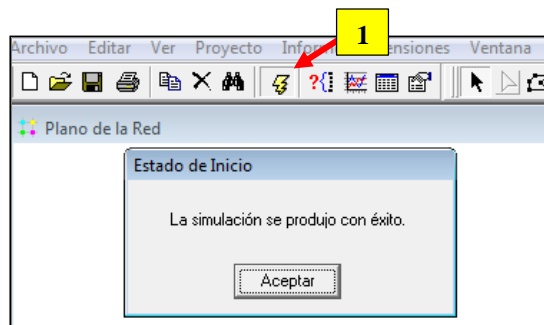 1
Archivo Editar Ver Proyecto Infor ensiones Ventana
Plano de la Red
Estado de Inicio
La simulación se produjo con éxito.
Aceptar